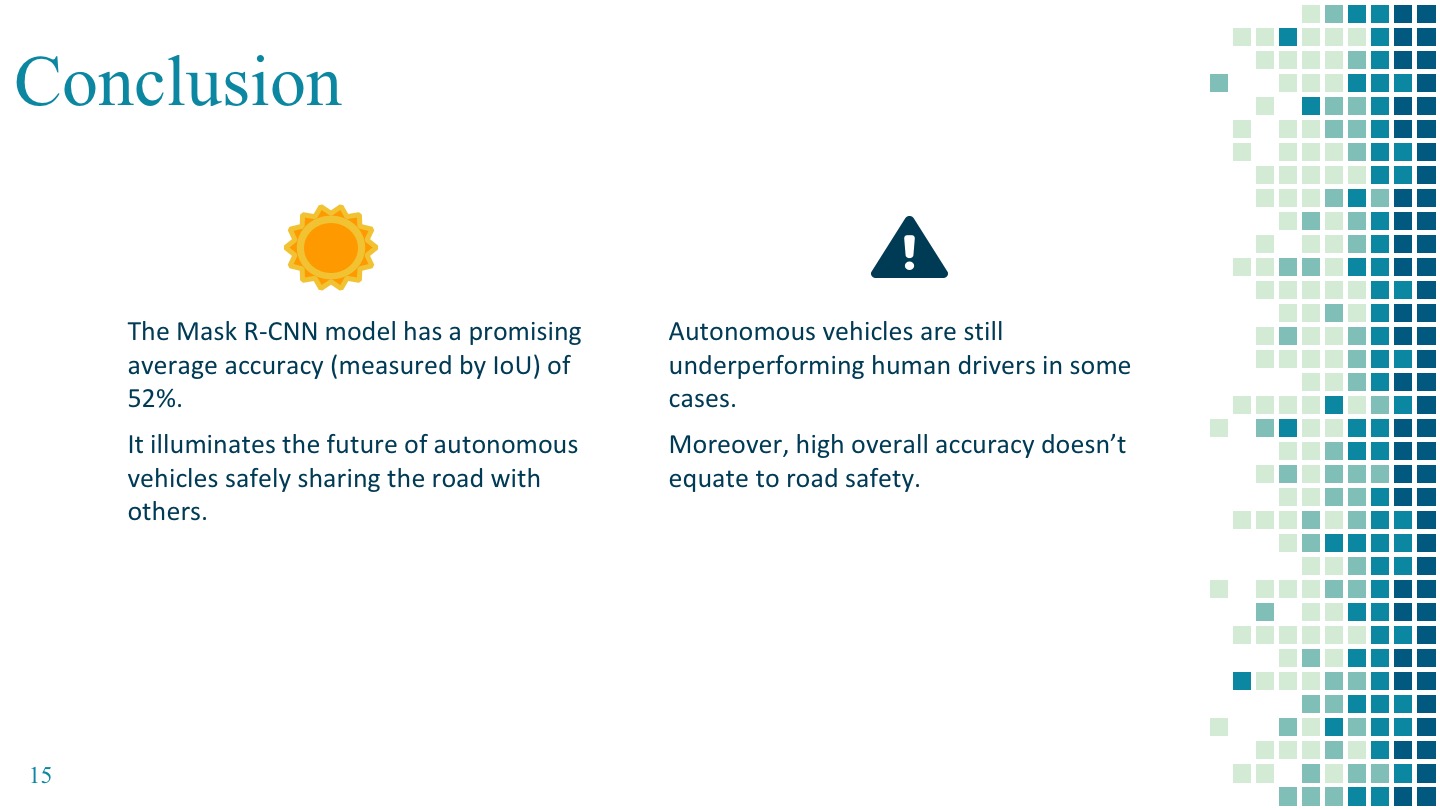 Conclusion
The Mask R-CNN model has a promising
average accuracy (measured by IoU) of
52%.
It illuminates the future of autonomous
vehicles safely sharing the road with
others.
Autonomous vehicles are still
underperforming human drivers in some
cases.
Moreover, high overall accuracy doesn’t
equate to road safety.
15